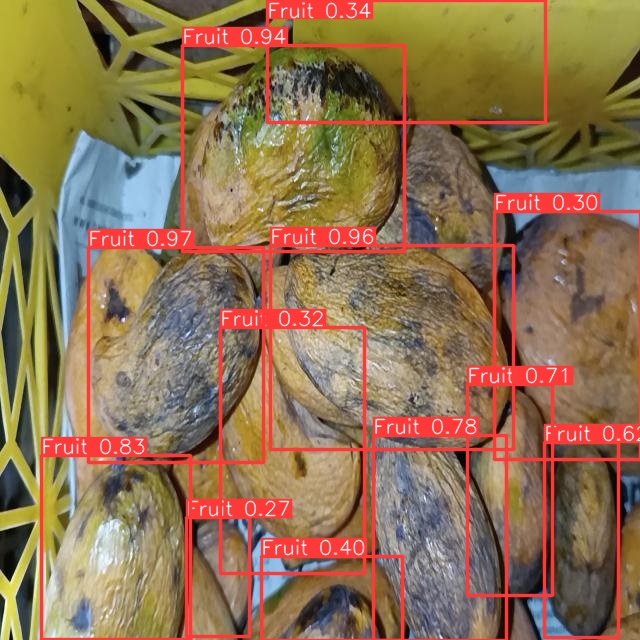 Fruit 0.34
Fruit 0.94
Fruit 0.30
Fruit 0.97
Fruit 0.96
Fruit 0.32
Fruit 0.71
Fruit 0.78
Fruit 0.62
Fruit 0.83
Fruit 0.27
Fruit 0.40